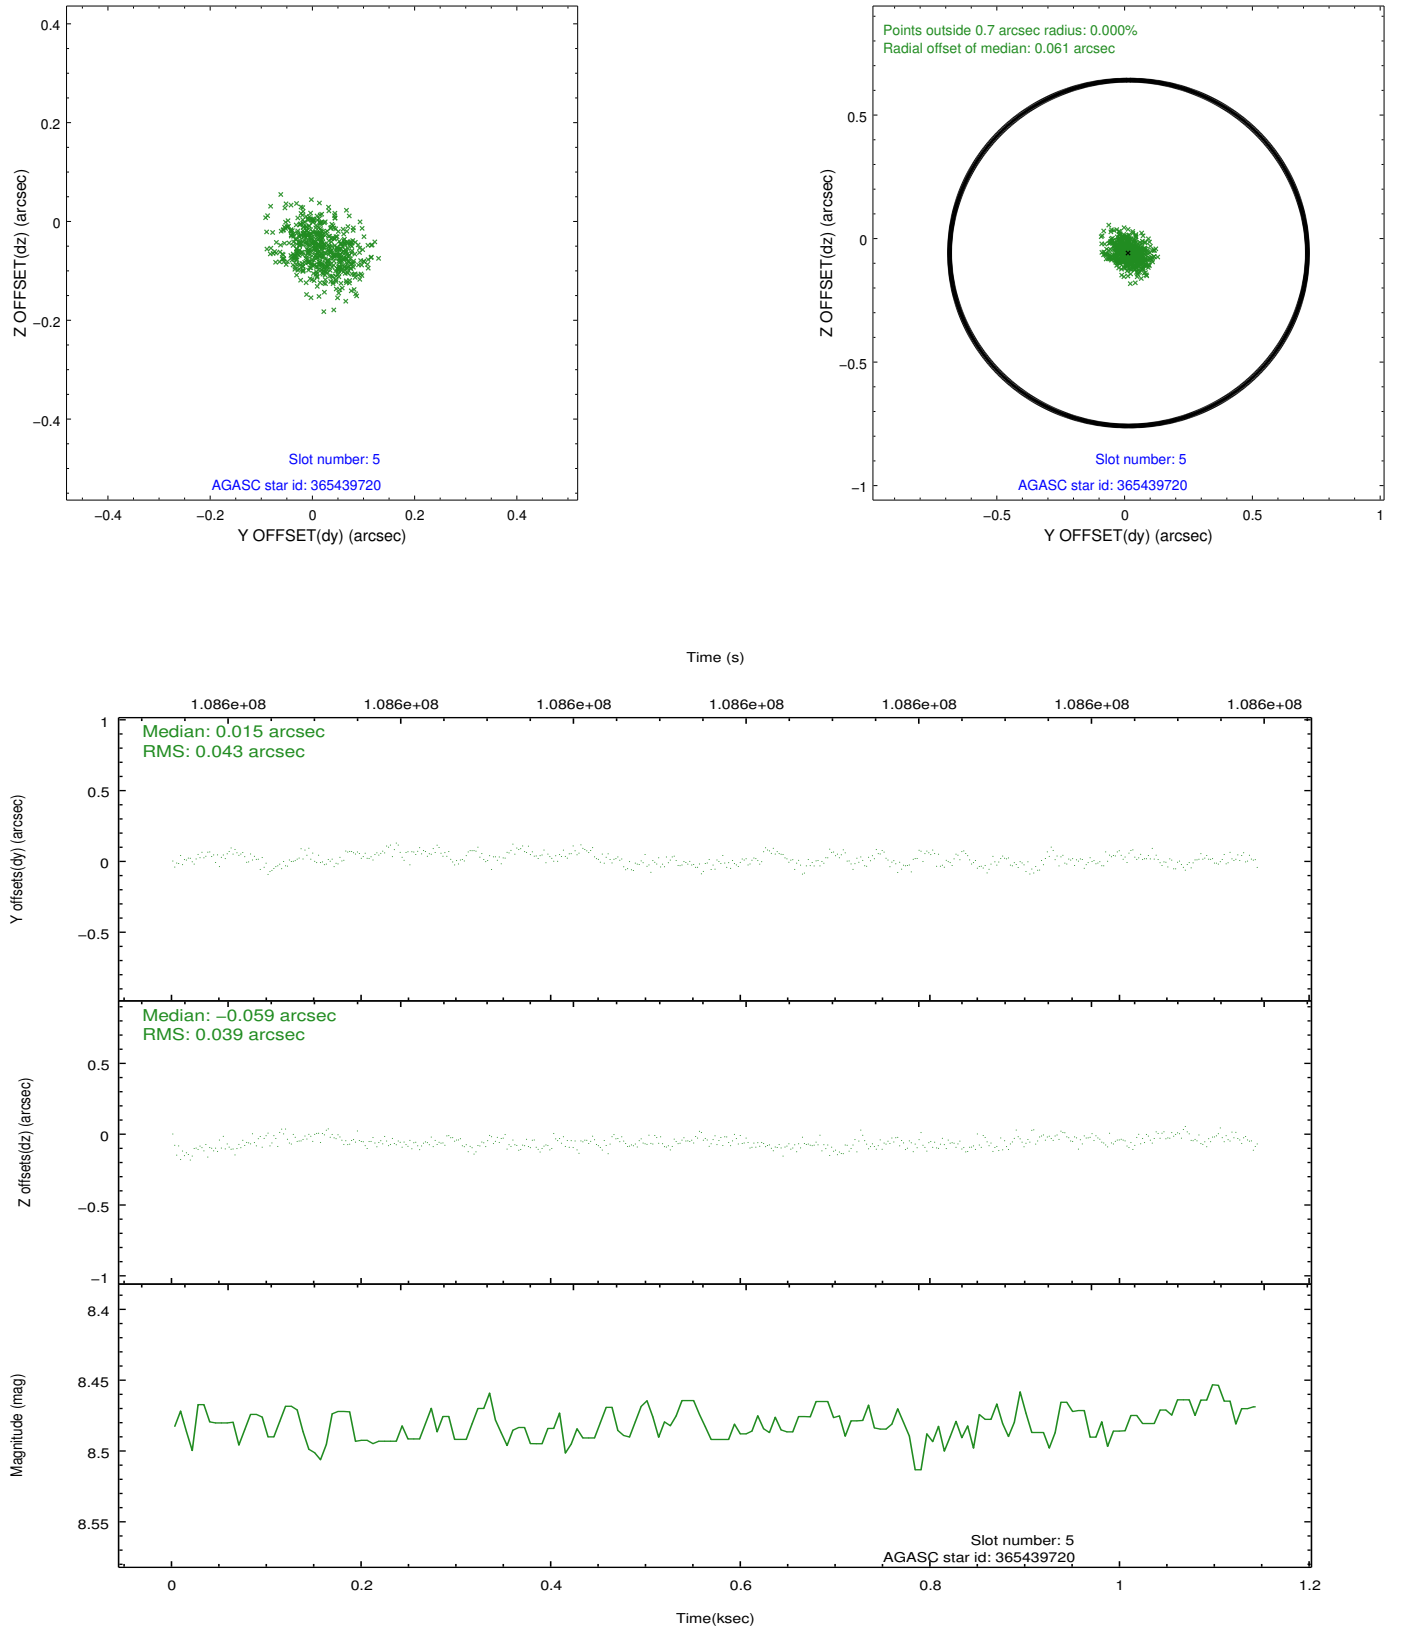 0.4
0.2
0
−0.2
−0.4
Z OFFSET(dz) (arcsec)
Slot number: 5
AGASC star id: 365439720
−0.4 −0.2 0 0.2 0.4
Y OFFSET(dy) (arcsec)
Points outside 0.7 arcsec radius: 0.000%
Radial offset of median: 0.061 arcsec
0.5
0
−0.5
−1
Z OFFSET(dz) (arcsec)
Slot number: 5
AGASC star id: 365439720
−0.5 0 0.5 1
Y OFFSET(dy) (arcsec)
Time (s)
1.086e+08 1.086e+08 1.086e+08 1.086e+08 1.086e+08 1.086e+08 1.086e+08
Median: 0.015 arcsec
RMS: 0.043 arcsec
1
0.5
0
−0.5
Y offsets(dy) (arcsec)
Median: −0.059 arcsec
RMS: 0.039 arcsec
0.5
0
−0.5
−1
Z offsets(dz) (arcsec)
8.4
8.45
8.5
8.55
Magnitude (mag)
Slot number: 5
AGASC star id: 365439720
0 0.2 0.4 0.6 0.8 1 1.2
Time(ksec)